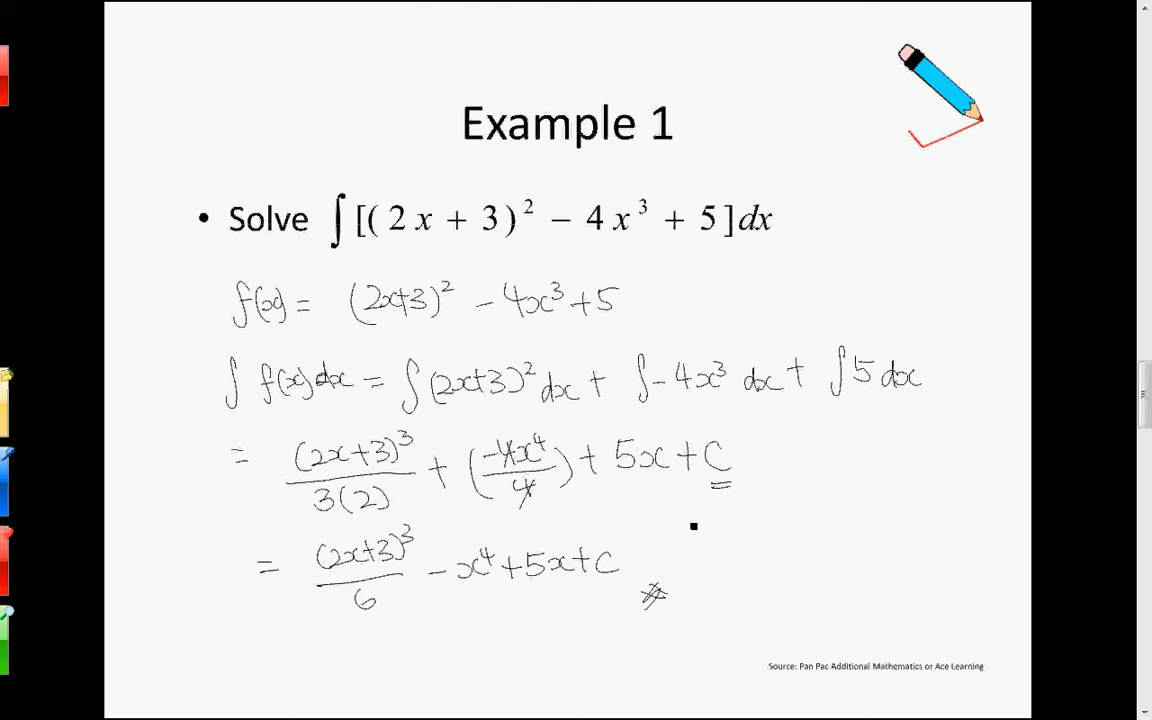 Example 1
• Solve ∫[(2x + 3)² − 4x³ + 5]dx
f(x) = (2x+3)² − 4x³ + 5
∫ f(x) dx = ∫ (2x+3)² dx + ∫ −4x³ dx + ∫ 5 dx
= (2x+3)³/3(2) + (−4x⁴/4) + 5x + C
= (2x+3)³/6 − x⁴ + 5x + C
Source: Pan Pac Additional Mathematics or Ace Learning